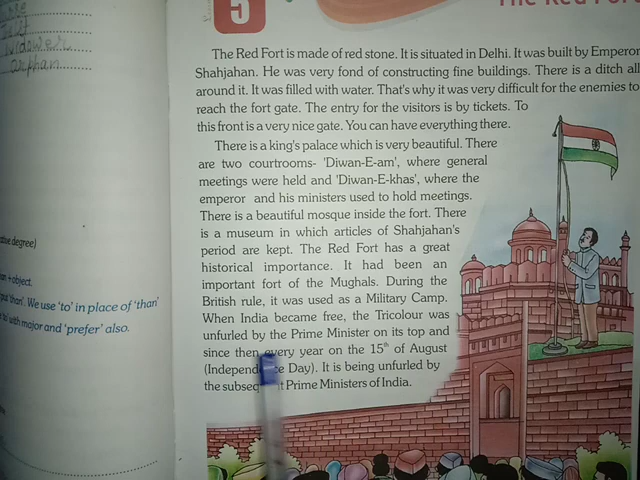 widower
orphan
ative degree)
an + object.
put 'than'. We use 'to' in place of 'than'
to' with major and 'prefer' also.
5
The Red Fort
The Red Fort is made of red stone. It is situated in Delhi. It was built by Emperor
Shahjahan. He was very fond of constructing fine buildings. There is a ditch all
around it. It was filled with water. That's why it was very difficult for the enemies to
reach the fort gate. The entry for the visitors is by tickets. To
this front is a very nice gate. You can have everything there.
There is a king's palace which is very beautiful. There
are two courtrooms- 'Diwan-E-am', where general
meetings were held and 'Diwan-E-khas', where the
emperor and his ministers used to hold meetings.
There is a beautiful mosque inside the fort. There
is a museum in which articles of Shahjahan's
period are kept. The Red Fort has a great
historical importance. It had been an
important fort of the Mughals. During the
British rule, it was used as a Military Camp.
When India became free, the Tricolour was
unfurled by the Prime Minister on its top and
since then every year on the 15th of August
(Independence Day). It is being unfurled by
the subsequent Prime Ministers of India.